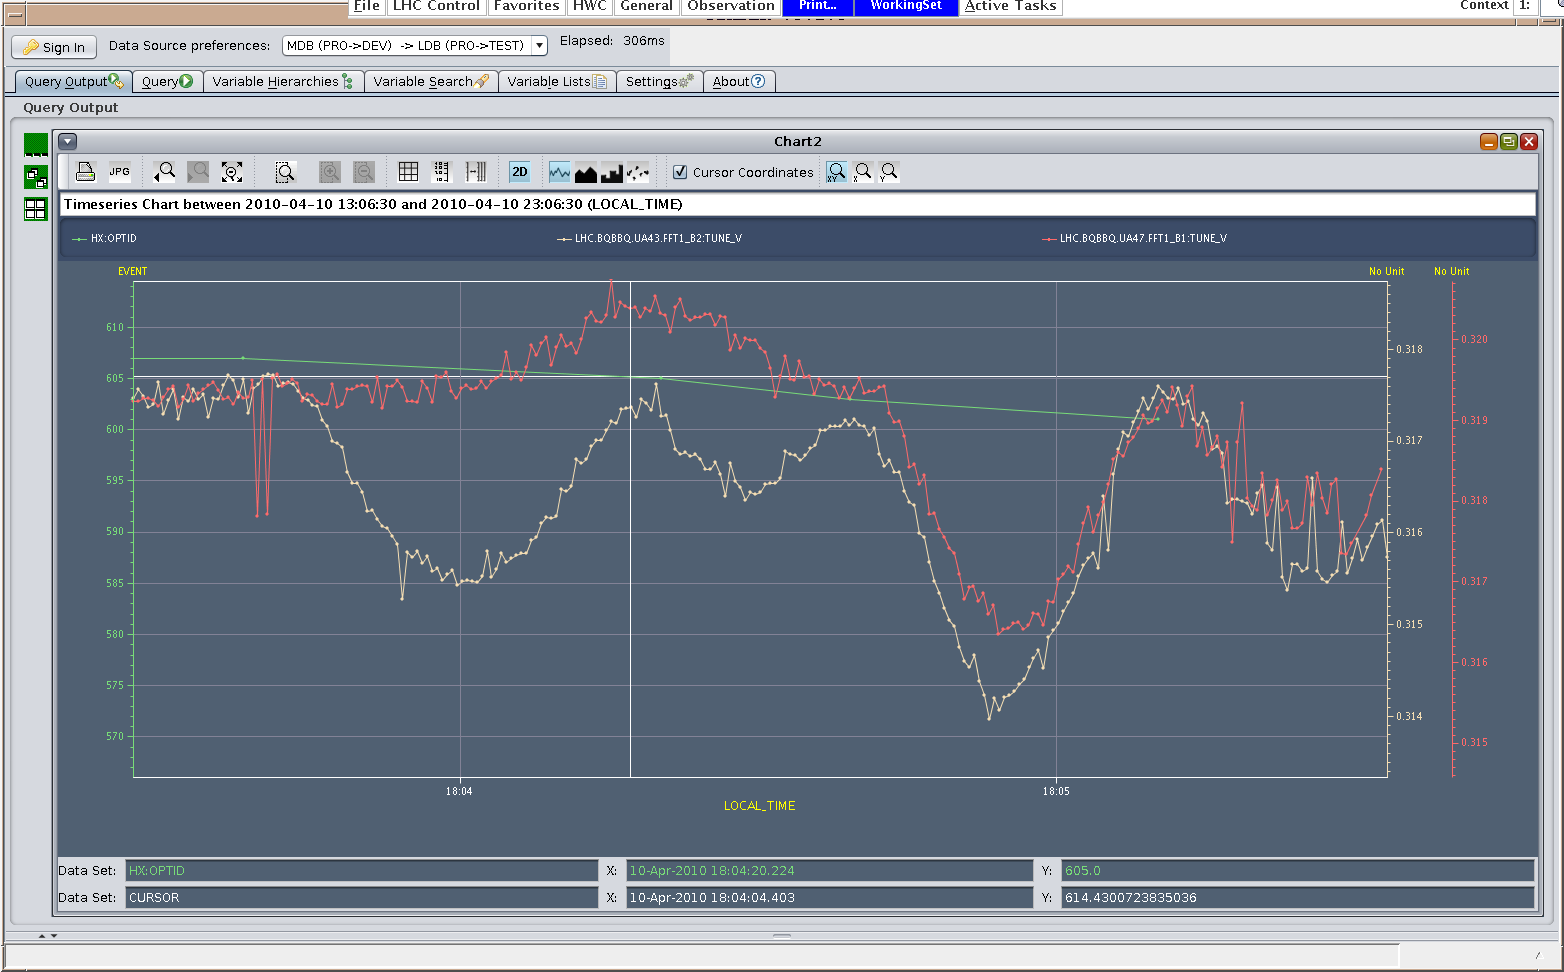 File LHC Control Favorites HWC General Observation Print... WorkingSet Active Tasks Context 1:
Sign In Data Source preferences: MDB (PRO->DEV) -> LDB (PRO->TEST) Elapsed: 306ms
Query Output Query Variable Hierarchies Variable Search Variable Lists Settings About
Query Output
Chart2
JPG 2D Cursor Coordinates XY X Y
Timeseries Chart between 2010-04-10 13:06:30 and 2010-04-10 23:06:30 (LOCAL_TIME)
HX:OPTID LHC.BQBBQ.UA43.FFT1_B2:TUNE_V LHC.BQBBQ.UA47.FFT1_B1:TUNE_V
EVENT No Unit No Unit
610
0.320
0.318
605
0.319
600
0.317
595
0.318
590
0.316
585
0.317
580
0.315
575
0.316
0.314
570
0.315
18:04 18:05
LOCAL_TIME
Data Set: HX:OPTID X: 10-Apr-2010 18:04:20.224 Y: 605.0
Data Set: CURSOR X: 10-Apr-2010 18:04:04.403 Y: 614.4300723835036